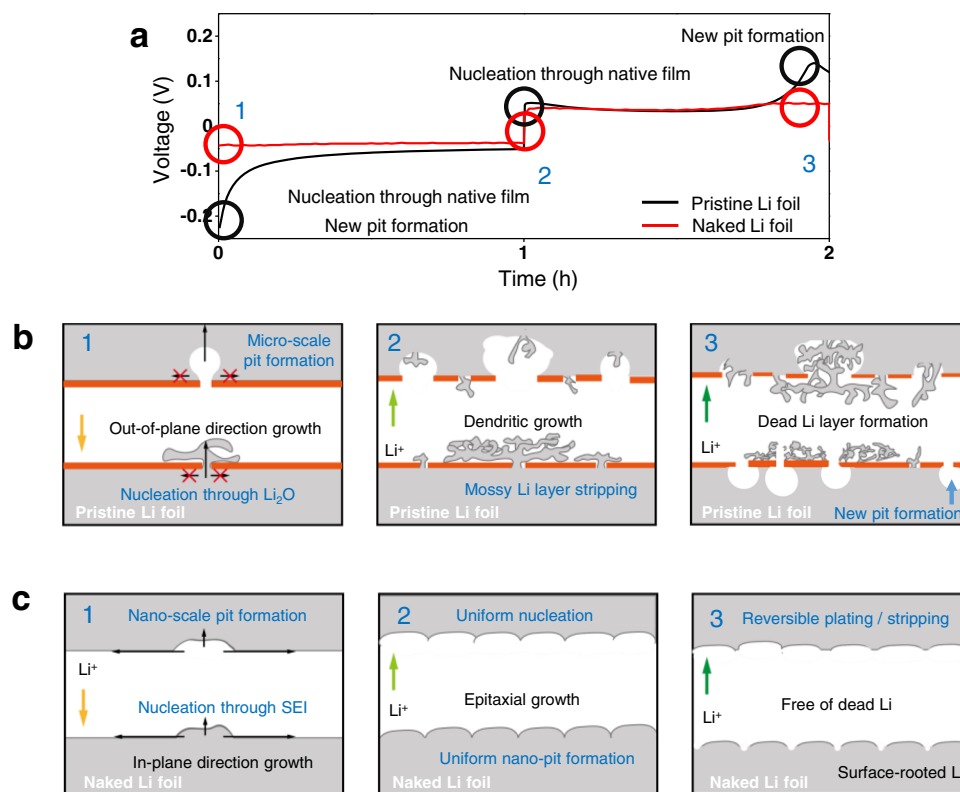 a
New pit formation
0.2
Nucleation through native film
0.1
1
Voltage (V)
0
-0.1
2
3
Nucleation through native film
-0.2
New pit formation
Pristine Li foil
Naked Li foil
0
1
2
Time (h)
b
1
Micro-scale
pit formation
Out-of-plane direction growth
Nucleation through Li₂O
Pristine Li foil
2
Dendritic growth
Li⁺
Mossy Li layer stripping
Pristine Li foil
3
Dead Li layer formation
Li⁺
New pit formation
Pristine Li foil
c
1
Nano-scale pit formation
Li⁺
Nucleation through SEI
In-plane direction growth
Naked Li foil
2
Uniform nucleation
Epitaxial growth
Li⁺
Uniform nano-pit formation
Naked Li foil
3
Reversible plating / stripping
Free of dead Li
Li⁺
Surface-rooted L
Naked Li foil